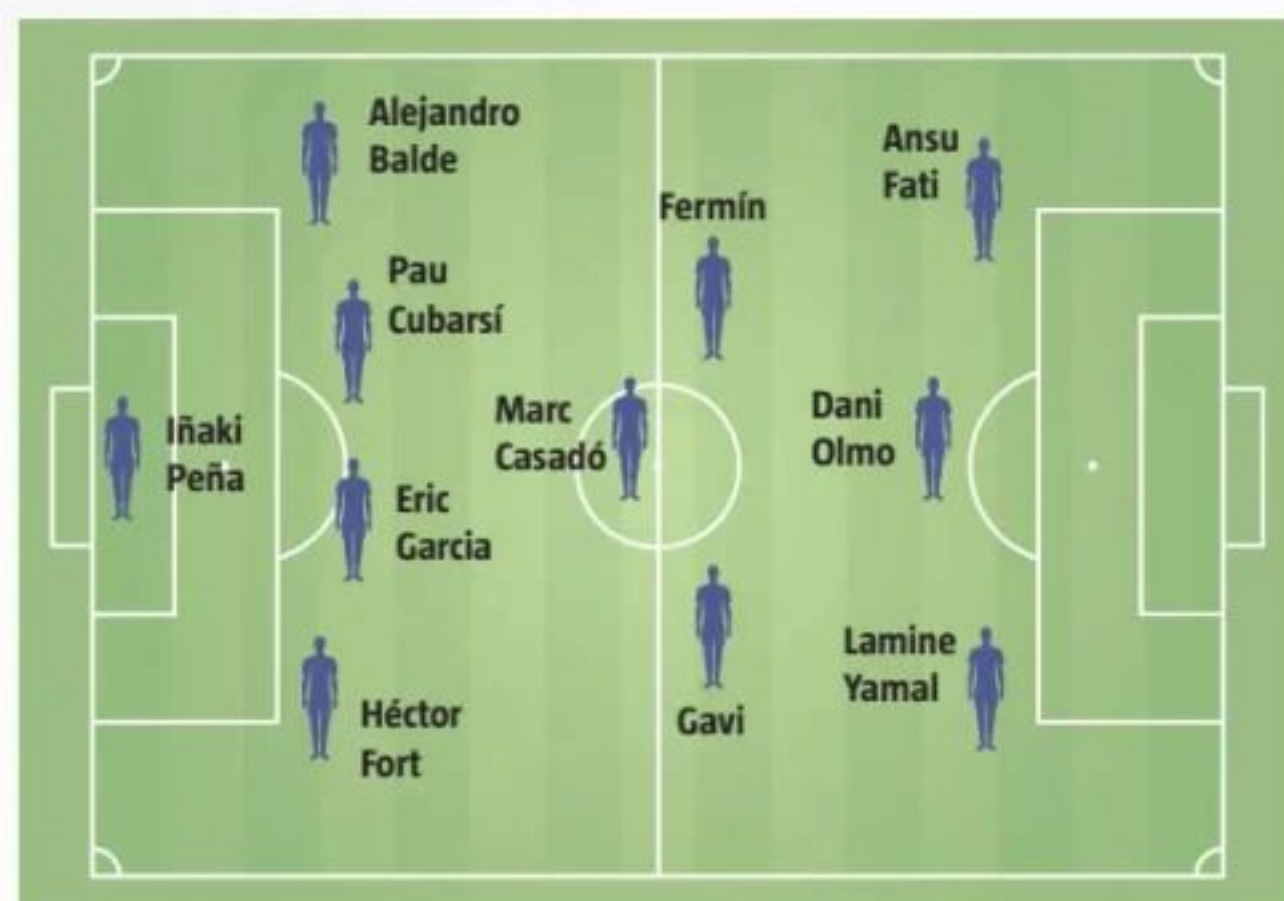 Alejandro
Balde
Ansu
Fati
Fermín
Pau
Cubarsí
Iñaki
Peña
Marc
Casadó
Dani
Olmo
Eric
Garcia
Lamine
Yamal
Héctor
Fort
Gavi